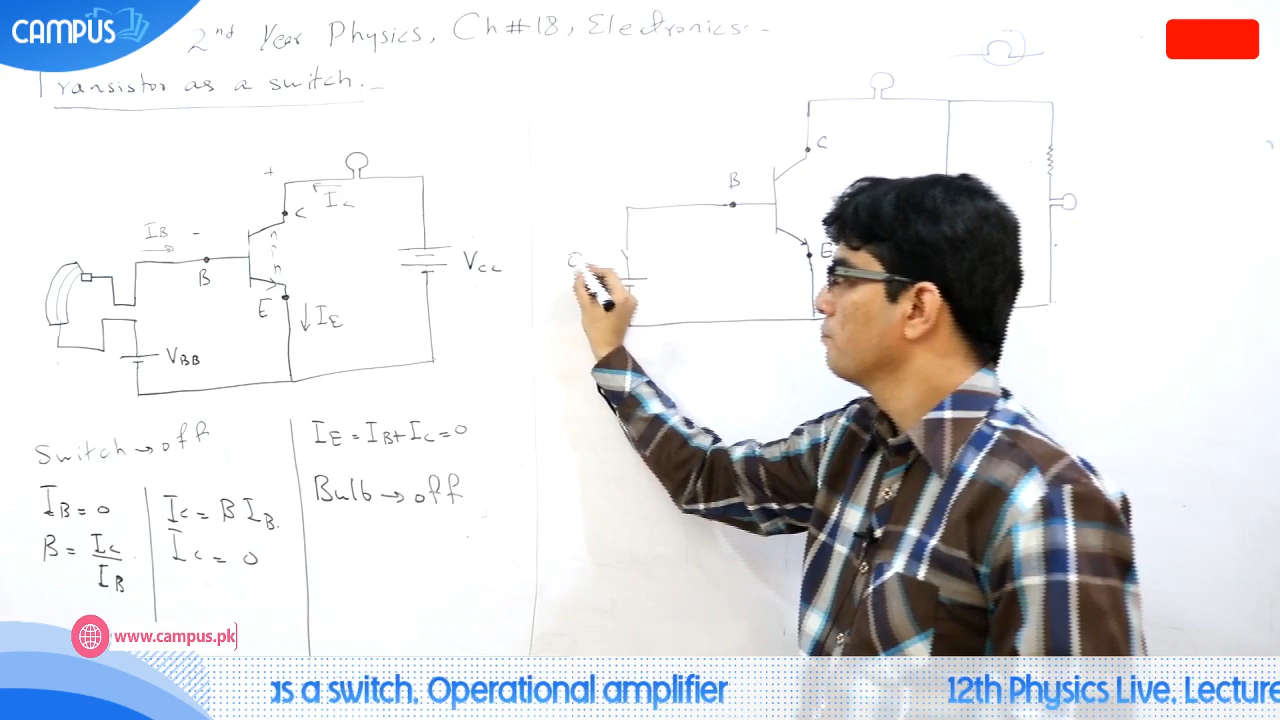 CAMPUS
2nd Year Physics, Ch#18, Electronics.
Transistor as a switch.
+
IC
C
IB
-
n
n
B
E
IE
VCC
VBB
B
C
E
Switch → off
IB = 0
B = IC / IB
IC = B IB.
IC = 0
IE = IB + IC = 0
Bulb → off
www.campus.pk
as a switch, Operational amplifier
12th Physics Live, Lecture